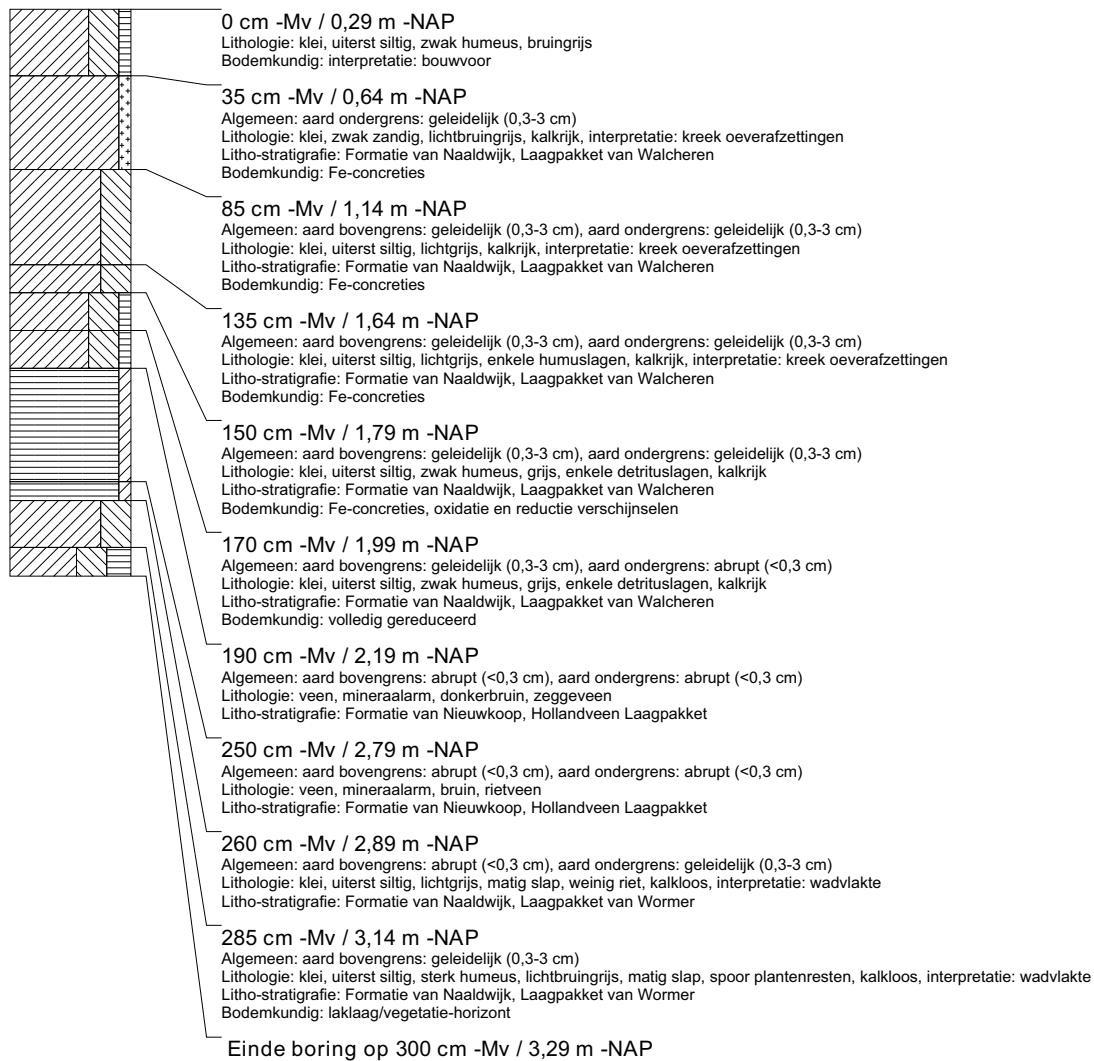 0 cm -Mv / 0,29 m -NAP
Lithologie: klei, uiterst siltig, zwak humeus, bruingrijs
Bodemkundig: interpretatie: bouwvoor
35 cm -Mv / 0,64 m -NAP
Algemeen: aard ondergrens: geleidelijk (0,3-3 cm)
Lithologie: klei, zwak zandig, lichtbruingrijs, kalkrijk, interpretatie: kreek oeverafzettingen
Litho-stratigrafie: Formatie van Naaldwijk, Laagpakket van Walcheren
Bodemkundig: Fe-concreties
85 cm -Mv / 1,14 m -NAP
Algemeen: aard bovengrens: geleidelijk (0,3-3 cm), aard ondergrens: geleidelijk (0,3-3 cm)
Lithologie: klei, uiterst siltig, lichtgrijs, kalkrijk, interpretatie: kreek oeverafzettingen
Litho-stratigrafie: Formatie van Naaldwijk, Laagpakket van Walcheren
Bodemkundig: Fe-concreties
135 cm -Mv / 1,64 m -NAP
Algemeen: aard bovengrens: geleidelijk (0,3-3 cm), aard ondergrens: geleidelijk (0,3-3 cm)
Lithologie: klei, uiterst siltig, lichtgrijs, enkele humuslagen, kalkrijk, interpretatie: kreek oeverafzettingen
Litho-stratigrafie: Formatie van Naaldwijk, Laagpakket van Walcheren
Bodemkundig: Fe-concreties
150 cm -Mv / 1,79 m -NAP
Algemeen: aard bovengrens: geleidelijk (0,3-3 cm), aard ondergrens: geleidelijk (0,3-3 cm)
Lithologie: klei, uiterst siltig, zwak humeus, grijs, enkele detrituslagen, kalkrijk
Litho-stratigrafie: Formatie van Naaldwijk, Laagpakket van Walcheren
Bodemkundig: Fe-concreties, oxidatie en reductie verschijnselen
170 cm -Mv / 1,99 m -NAP
Algemeen: aard bovengrens: geleidelijk (0,3-3 cm), aard ondergrens: abrupt (<0,3 cm)
Lithologie: klei, uiterst siltig, zwak humeus, grijs, enkele detrituslagen, kalkrijk
Litho-stratigrafie: Formatie van Naaldwijk, Laagpakket van Walcheren
Bodemkundig: volledig gereduceerd
190 cm -Mv / 2,19 m -NAP
Algemeen: aard bovengrens: abrupt (<0,3 cm), aard ondergrens: abrupt (<0,3 cm)
Lithologie: veen, mineraalarm, donkerbruin, zeggeveen
Litho-stratigrafie: Formatie van Nieuwkoop, Hollandveen Laagpakket
250 cm -Mv / 2,79 m -NAP
Algemeen: aard bovengrens: abrupt (<0,3 cm), aard ondergrens: abrupt (<0,3 cm)
Lithologie: veen, mineraalarm, bruin, rietveen
Litho-stratigrafie: Formatie van Nieuwkoop, Hollandveen Laagpakket
260 cm -Mv / 2,89 m -NAP
Algemeen: aard bovengrens: abrupt (<0,3 cm), aard ondergrens: geleidelijk (0,3-3 cm)
Lithologie: klei, uiterst siltig, lichtgrijs, matig slap, weinig riet, kalkloos, interpretatie: wadvlakte
Litho-stratigrafie: Formatie van Naaldwijk, Laagpakket van Wormer
285 cm -Mv / 3,14 m -NAP
Algemeen: aard bovengrens: geleidelijk (0,3-3 cm)
Lithologie: klei, uiterst siltig, sterk humeus, lichtbruingrijs, matig slap, spoor plantenresten, kalkloos, interpretatie: wadvlakte
Litho-stratigrafie: Formatie van Naaldwijk, Laagpakket van Wormer
Bodemkundig: laklaag/vegetatie-horizont
Einde boring op 300 cm -Mv / 3,29 m -NAP